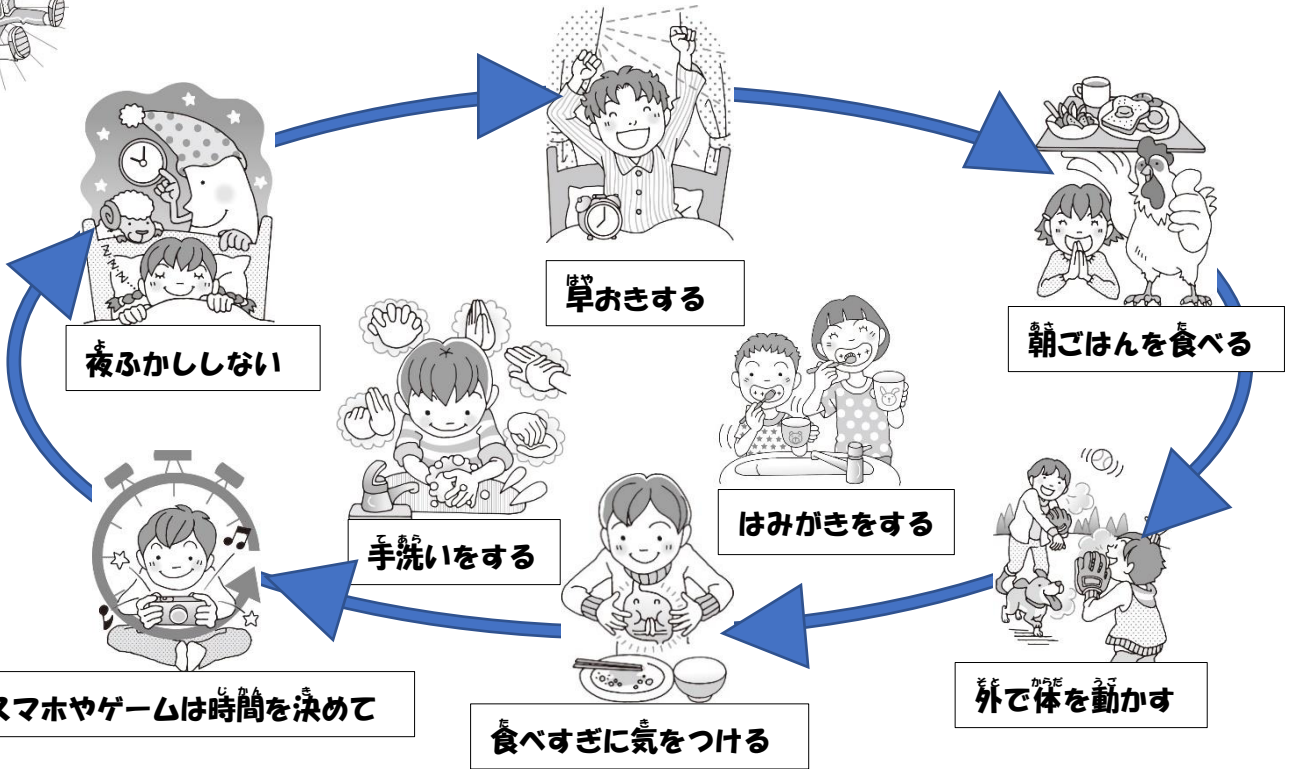 早おきする
朝ごはんを食べる
外で体を動かす
食べすぎに気をつける
スマホやゲームは時間を決めて
夜ふかししない
手洗いをする
はみがきをする